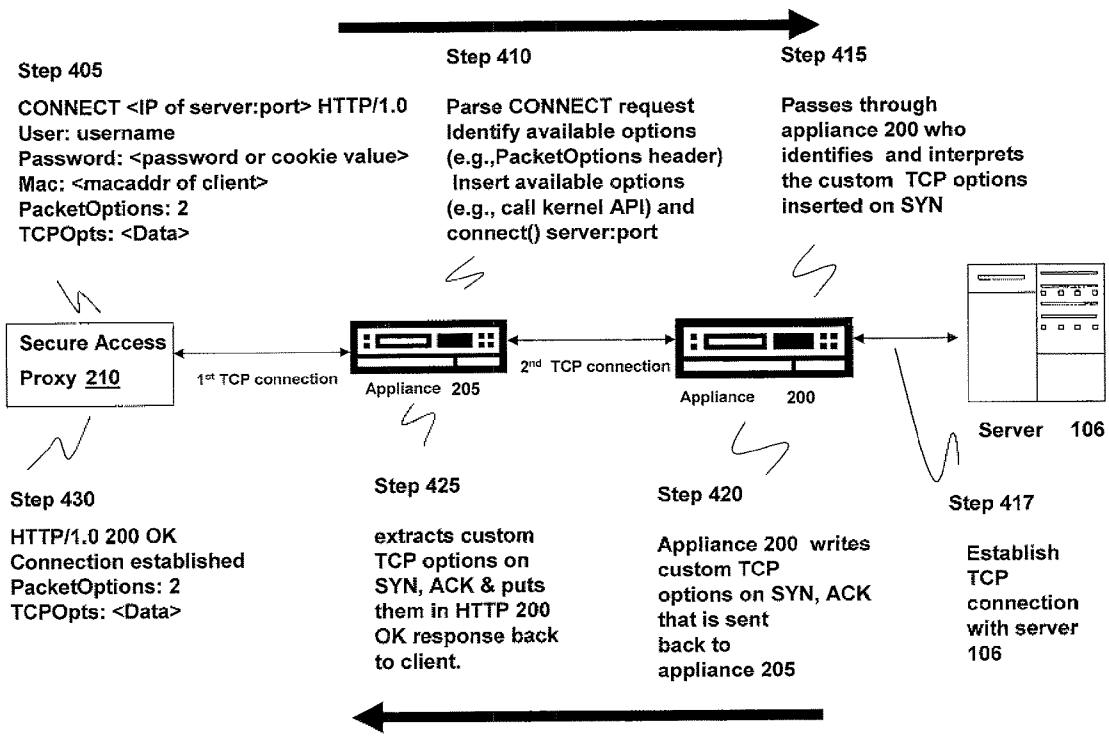 Step 405
CONNECT <IP of server:port> HTTP/1.0
User: username
Password: <password or cookie value>
Mac: <macaddr of client>
PacketOptions: 2
TCPOpts: <Data>
Step 410
Parse CONNECT request
Identify available options
(e.g.,PacketOptions header)
Insert available options
(e.g., call kernel API) and
connect() server:port
Step 415
Passes through
appliance 200 who
identifies and interprets
the custom TCP options
inserted on SYN
Secure Access
Proxy 210
1st TCP connection
Appliance 205
2nd TCP connection
Appliance 200
Server 106
Step 430
HTTP/1.0 200 OK
Connection established
PacketOptions: 2
TCPOpts: <Data>
Step 425
extracts custom
TCP options on
SYN, ACK & puts
them in HTTP 200
OK response back
to client.
Step 420
Appliance 200 writes
custom TCP
options on SYN, ACK
that is sent
back to
appliance 205
Step 417
Establish
TCP
connection
with server
106